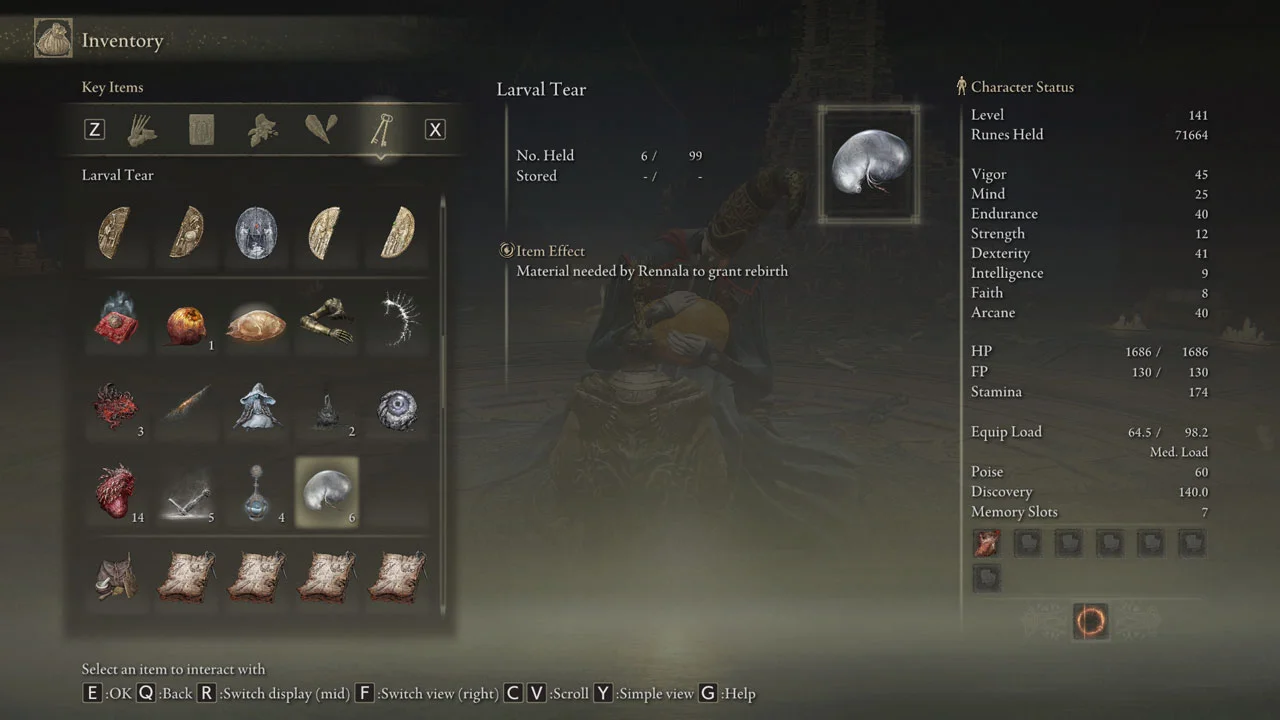 Inventory
Key Items
Z
X
Larval Tear
1
3
2
14
5
4
6
Larval Tear
No. Held 6 / 99
Stored - / -
Item Effect
Material needed by Rennala to grant rebirth
Character Status
Level 141
Runes Held 71664
Vigor 45
Mind 25
Endurance 40
Strength 12
Dexterity 41
Intelligence 9
Faith 8
Arcane 40
HP 1686 / 1686
FP 130 / 130
Stamina 174
Equip Load 64.5 / 98.2
Med. Load
Poise 60
Discovery 140.0
Memory Slots 7
Select an item to interact with
E :OK Q :Back R :Switch display (mid) F :Switch view (right) C V :Scroll Y :Simple view G :Help